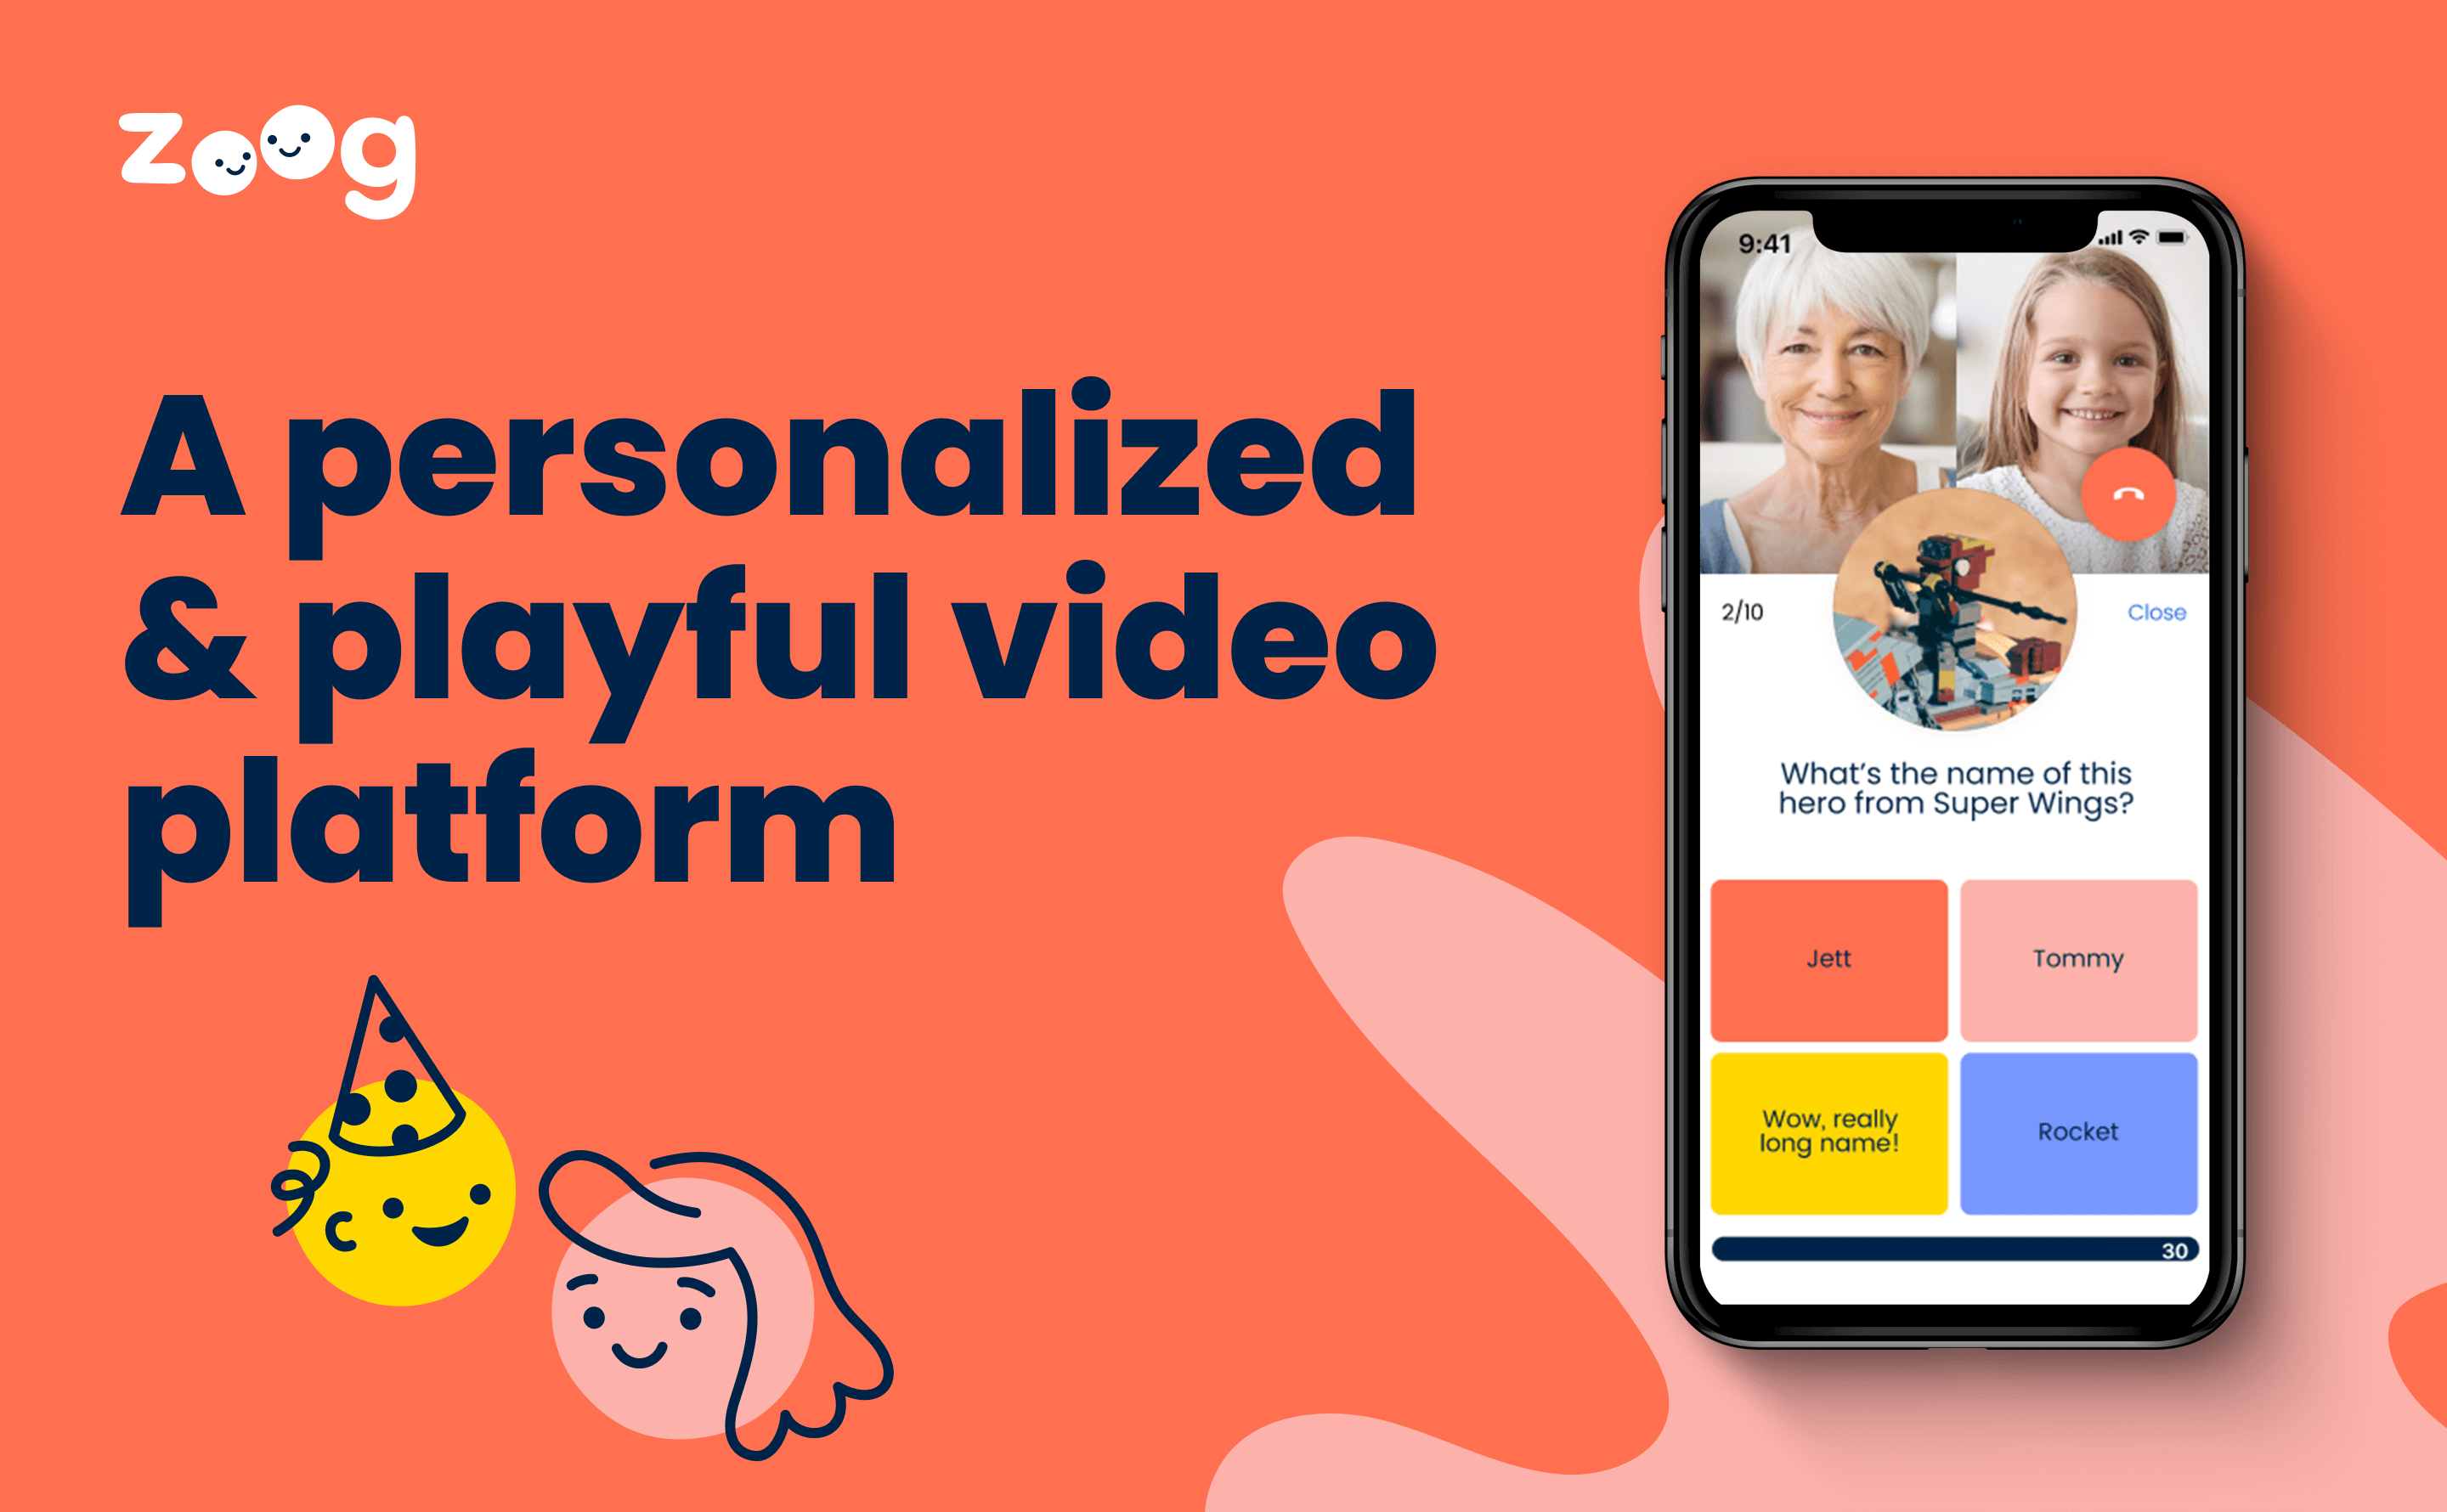 zoog
A personalized
& playful video
platform
9:41
2/10
Close
What's the name of this
hero from Super Wings?
Jett
Tommy
Wow, really
long name!
Rocket
30